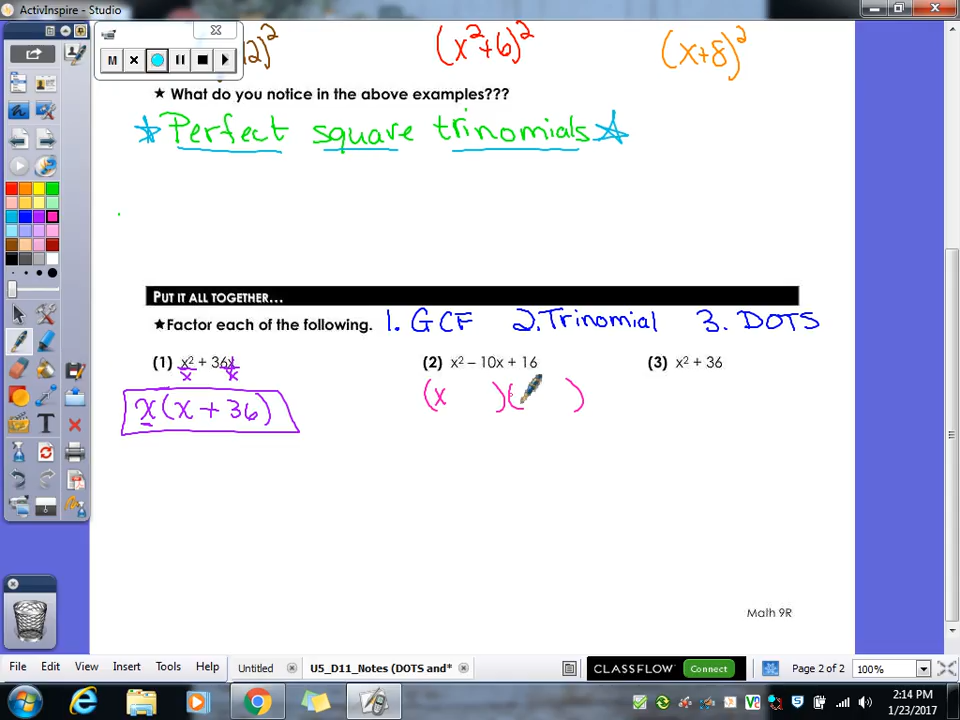 ActivInspire - Studio
2)² (x²+6)² (x+8)²
★ What do you notice in the above examples???
Perfect square trinomials
PUT IT ALL TOGETHER...
★Factor each of the following. 1. GCF 2. Trinomial 3. DOTS
(1) x² + 36x (2) x² – 10x + 16 (3) x² + 36
x x
x(x + 36) (x )( )
Math 9R
File Edit View Insert Tools Help Untitled U5_D11_Notes (DOTS and* CLASSFLOW Connect Page 2 of 2 100%
2:14 PM
1/23/2017